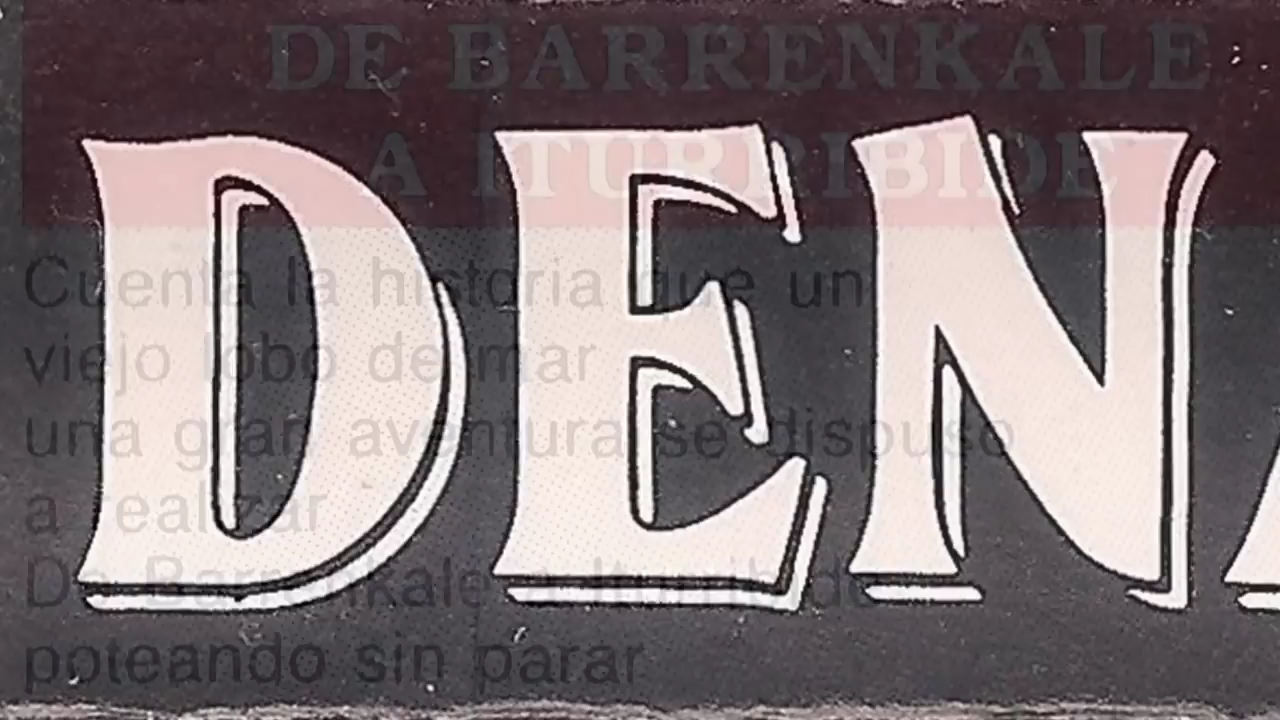 DE BARRENKALE
A ITURRIBIDE
DENA
Cuenta la historia que un
viejo lobo de mar
una gran aventura se dispuso
a realizar
De Barrenkale a Iturribide
poteando sin parar